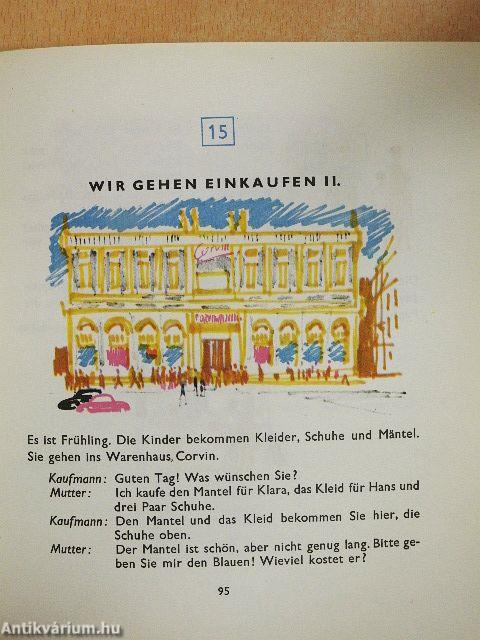 15
WIR GEHEN EINKAUFEN II.
Corvin
Es ist Frühling. Die Kinder bekommen Kleider, Schuhe und Mäntel.
Sie gehen ins Warenhaus, Corvin.
Kaufmann: Guten Tag! Was wünschen Sie?
Mutter: Ich kaufe den Mantel für Klara, das Kleid für Hans und
drei Paar Schuhe.
Kaufmann: Den Mantel und das Kleid bekommen Sie hier, die
Schuhe oben.
Mutter: Der Mantel ist schön, aber nicht genug lang. Bitte ge-
ben Sie mir den Blauen! Wieviel kostet er?
95
Antikvárium.hu